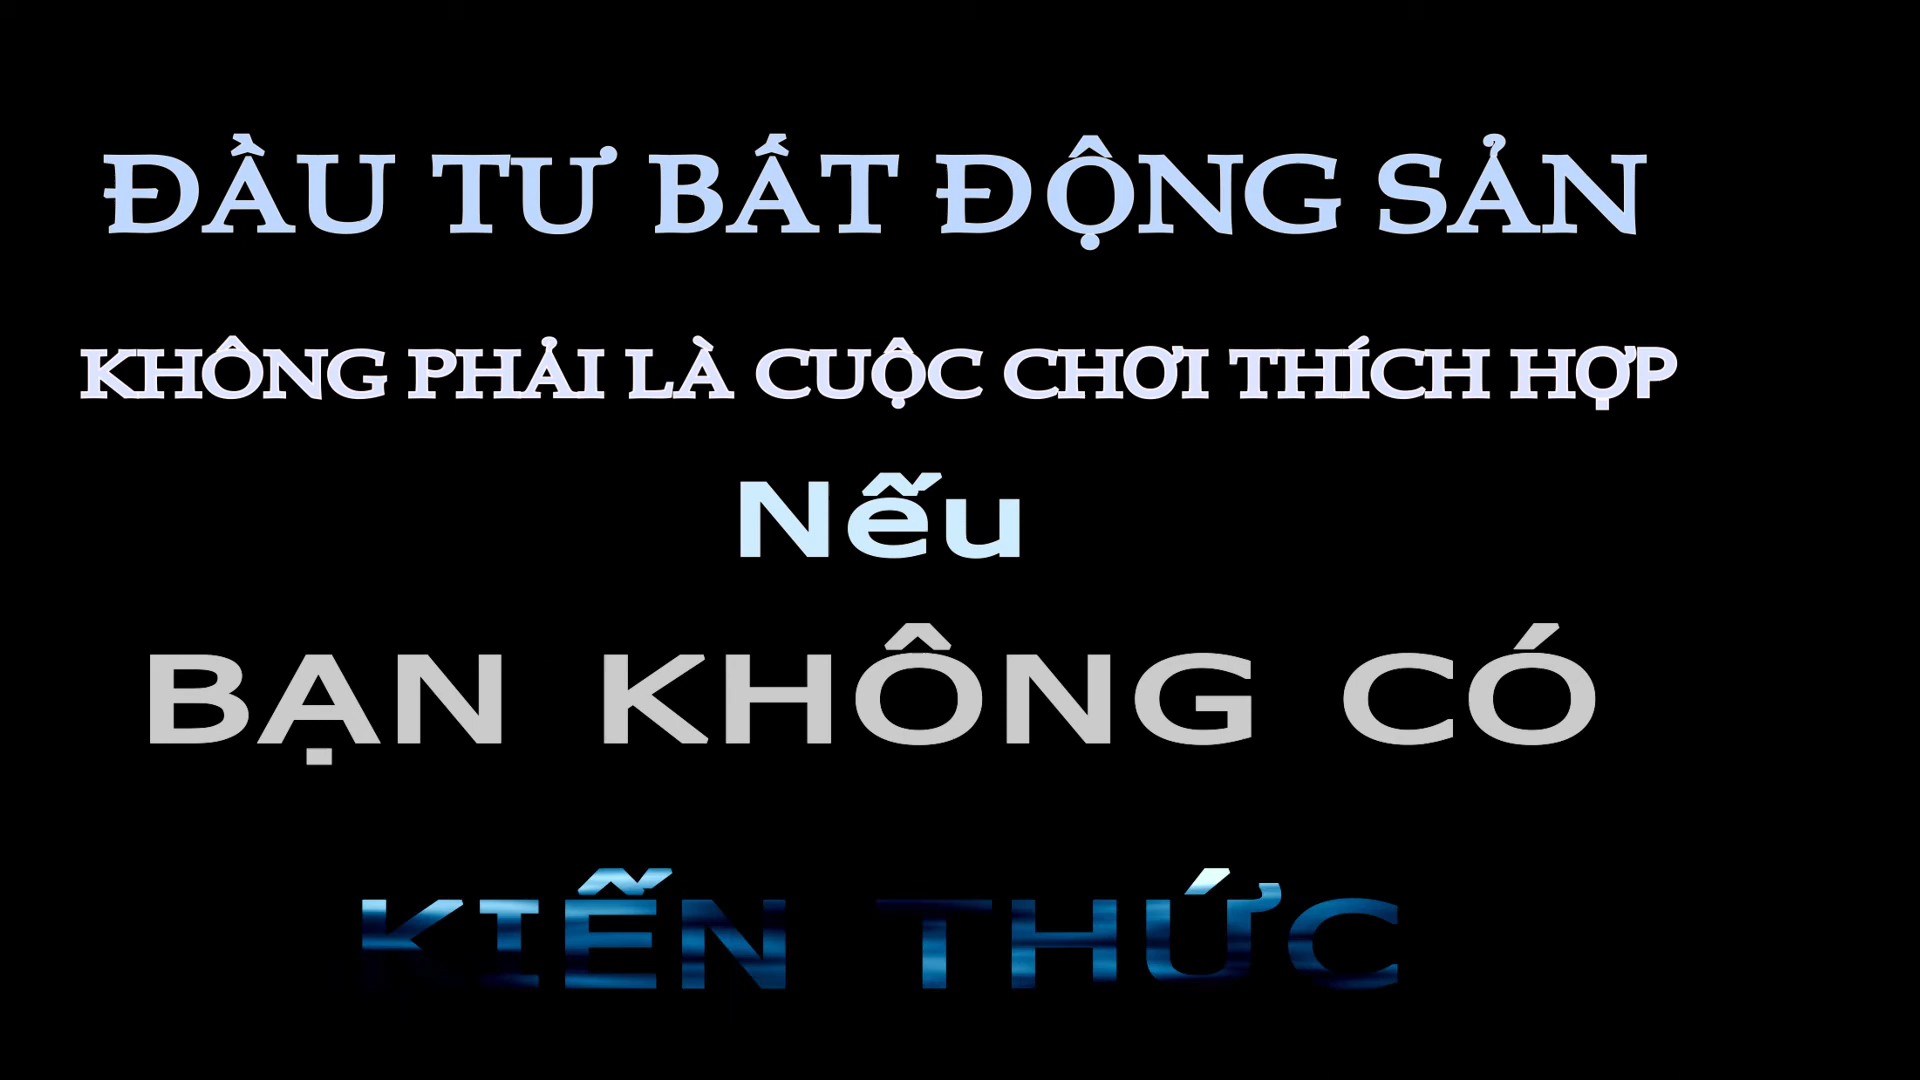 ĐẦU TƯ BẤT ĐỘNG SẢN
KHÔNG PHẢI LÀ CUỘC CHƠI THÍCH HỢP
Nếu
BẠN KHÔNG CÓ
KIẾN THỨC